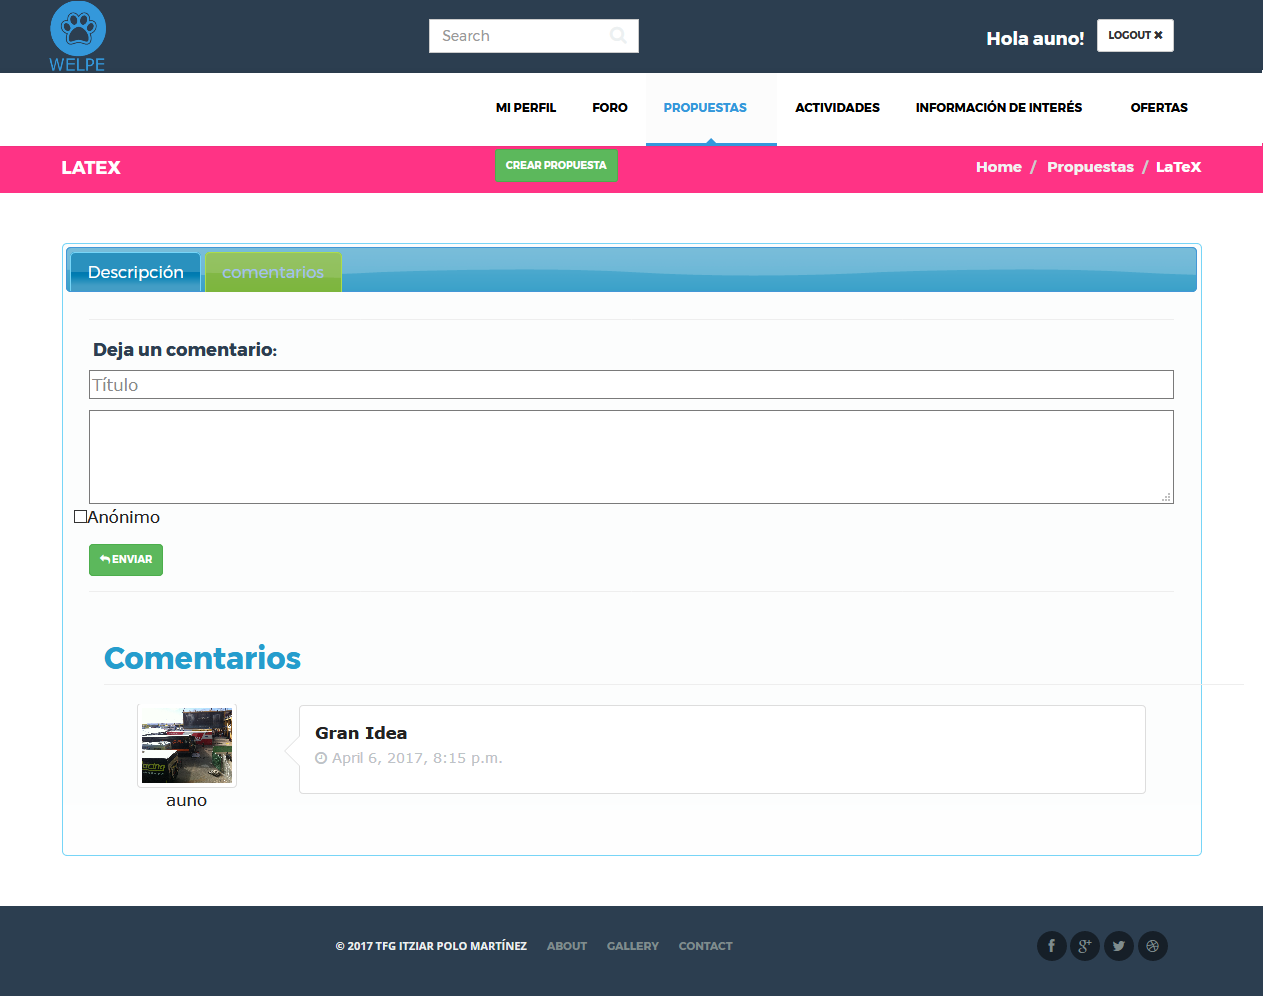 WELPE
Search
Hola auno!
LOGOUT ✖
MI PERFIL
FORO
PROPUESTAS
ACTIVIDADES
INFORMACIÓN DE INTERÉS
OFERTAS
LATEX
CREAR PROPUESTA
Home / Propuestas / LaTeX
Descripción
comentarios
Deja un comentario:
Título
Anónimo
ENVIAR
Comentarios
Gran Idea
April 6, 2017, 8:15 p.m.
auno
© 2017 TFG ITZIAR POLO MARTÍNEZ
ABOUT
GALLERY
CONTACT